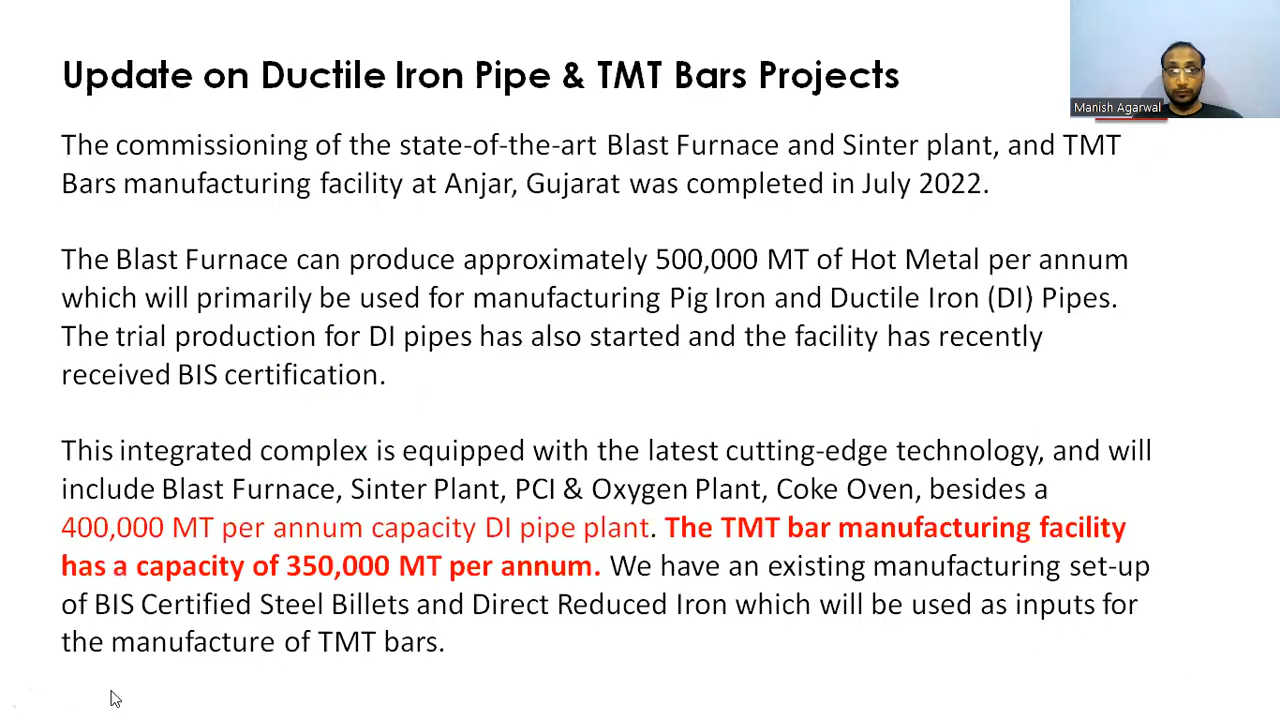 Update on Ductile Iron Pipe & TMT Bars Projects
Manish Agarwal
The commissioning of the state-of-the-art Blast Furnace and Sinter plant, and TMT
Bars manufacturing facility at Anjar, Gujarat was completed in July 2022.
The Blast Furnace can produce approximately 500,000 MT of Hot Metal per annum
which will primarily be used for manufacturing Pig Iron and Ductile Iron (DI) Pipes.
The trial production for DI pipes has also started and the facility has recently
received BIS certification.
This integrated complex is equipped with the latest cutting-edge technology, and will
include Blast Furnace, Sinter Plant, PCI & Oxygen Plant, Coke Oven, besides a
400,000 MT per annum capacity DI pipe plant. The TMT bar manufacturing facility
has a capacity of 350,000 MT per annum. We have an existing manufacturing set-up
of BIS Certified Steel Billets and Direct Reduced Iron which will be used as inputs for
the manufacture of TMT bars.